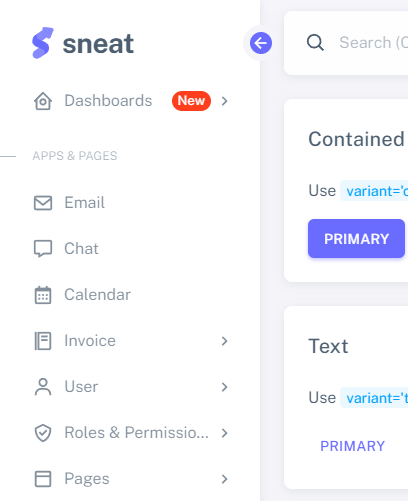 sneat
Dashboards New
APPS & PAGES
Email
Chat
Calendar
Invoice
User
Roles & Permissio...
Pages
Search (C
Contained
Use variant='c
PRIMARY
Text
Use variant='t
PRIMARY